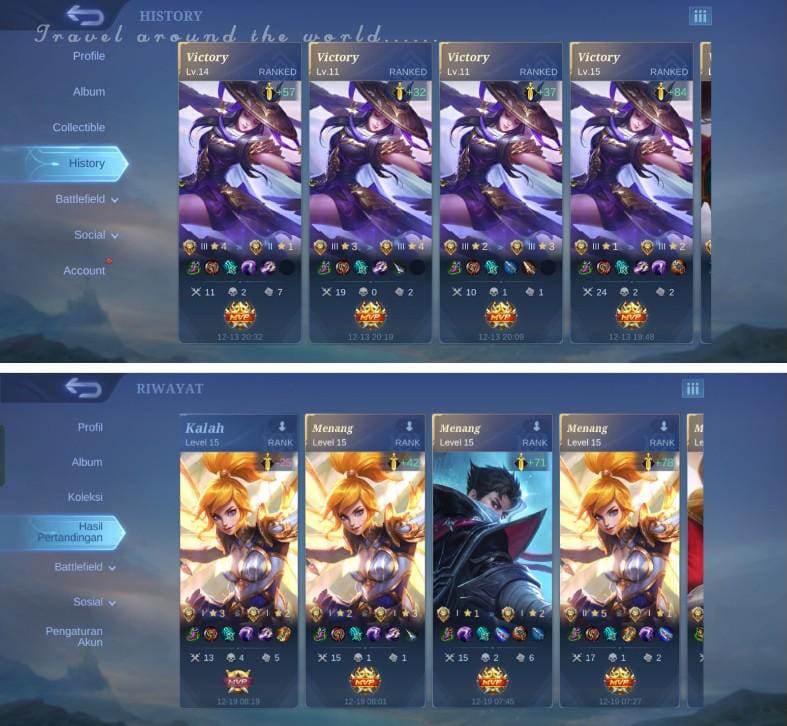 HISTORY
Travel around the world......
Profile
Album
Collectible
History
Battlefield
Social
Account
Victory Victory Victory Victory
Lv.14 RANKED Lv.11 RANKED Lv.11 RANKED Lv.15 RANKED
+57 +32 +37 +84
III ★4 > II ★1 III ★3 > III ★4 III ★2 > III ★3 III ★1 > III ★2
11 2 7 19 0 2 10 1 1 24 2 2
MVP MVP MVP MVP
12-13 20:32 12-13 20:19 12-13 20:09 12-13 19:48
RIWAYAT
Profil
Album
Koleksi
Hasil
Pertandingan
Battlefield
Sosial
Pengaturan
Akun
Kalah Menang Menang Menang
Level 15 RANK Level 15 RANK Level 15 RANK Level 15 RANK
-25 +42 +71 +78
I ★3 I ★2 I ★2 I ★3 I ★1 I ★2 II ★5 I ★1
13 4 5 15 1 1 15 2 6 17 1 2
MVP MVP MVP MVP
12-19 08:19 12-19 08:01 12-19 07:45 12-19 07:27